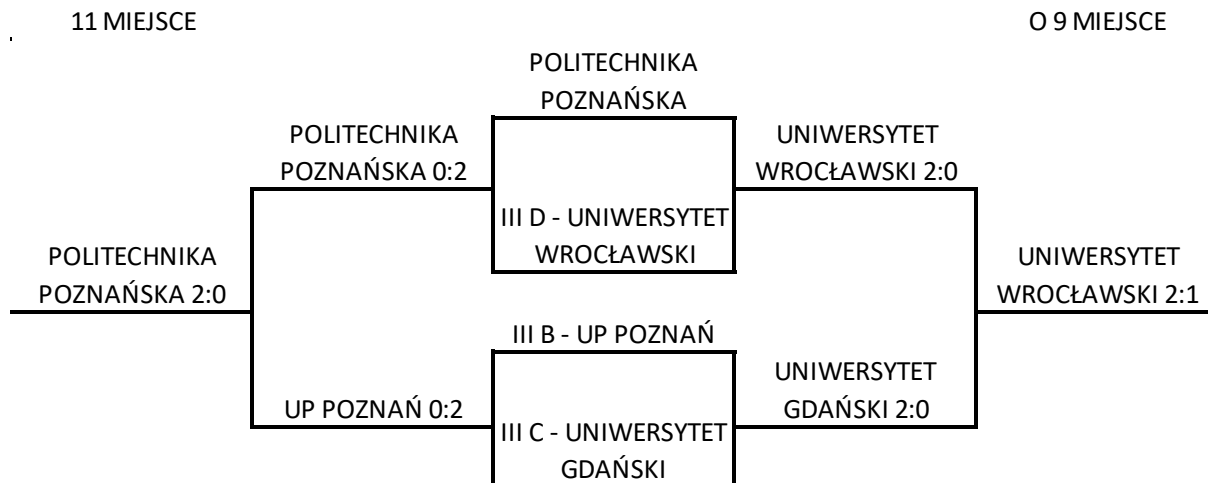 11 MIEJSCE
O 9 MIEJSCE
POLITECHNIKA
POZNAŃSKA
POLITECHNIKA
POZNAŃSKA 0:2
UNIWERSYTET
WROCŁAWSKI 2:0
III D - UNIWERSYTET
WROCŁAWSKI
POLITECHNIKA
POZNAŃSKA 2:0
UNIWERSYTET
WROCŁAWSKI 2:1
III B - UP POZNAŃ
UP POZNAŃ 0:2
UNIWERSYTET
GDAŃSKI 2:0
III C - UNIWERSYTET
GDAŃSKI